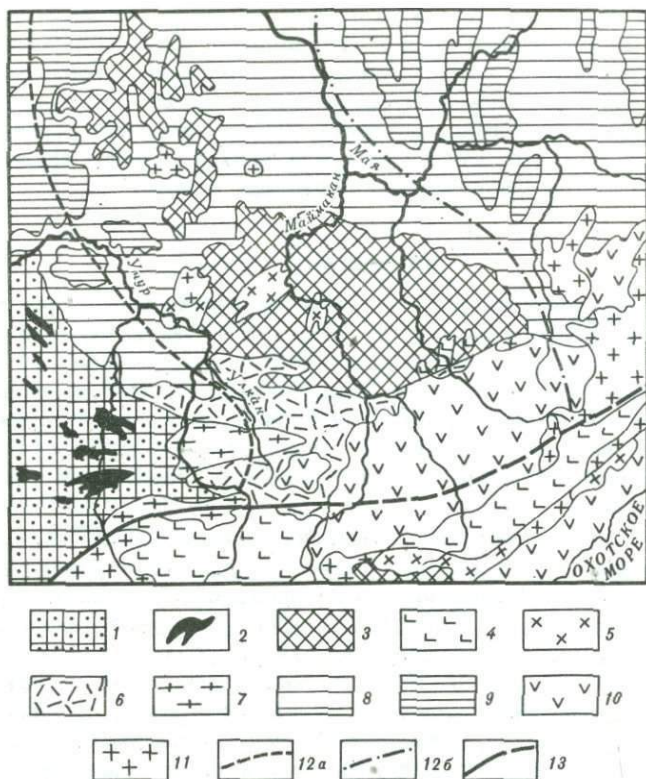 Мая
Маймакан
Учур
Улкан
ОХОТСКОЕ
МОРЕ
1 2 3 4 5
6 7 8 9 10
11 12а 12б 13